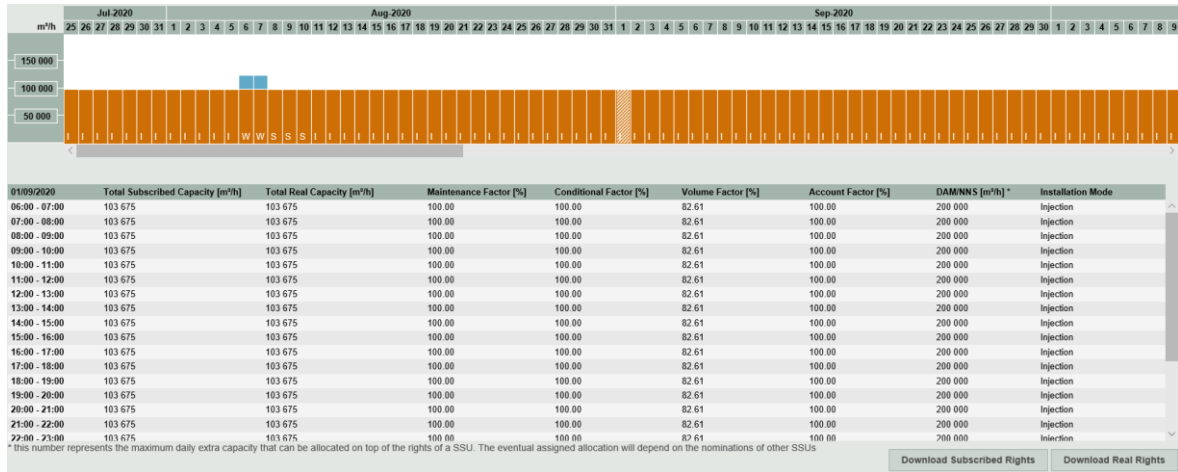 Jul-2020 Aug-2020 Sep-2020
m³/h 25 26 27 28 29 30 31 1 2 3 4 5 6 7 8 9 10 11 12 13 14 15 16 17 18 19 20 21 22 23 24 25 26 27 28 29 30 31 1 2 3 4 5 6 7 8 9 10 11 12 13 14 15 16 17 18 19 20 21 22 23 24 25 26 27 28 29 30 1 2 3 4 5 6 7 8 9
150 000
100 000
50 000
I I I I I I I I I I I I W W S S S I I I I I I I I I I I I I I I I I I I I I I I I I I I I I I I I I I I I I I I I I I I I I I I I I I I I I I I I I I I I
01/09/2020 Total Subscribed Capacity [m³/h] Total Real Capacity [m³/h] Maintenance Factor [%] Conditional Factor [%] Volume Factor [%] Account Factor [%] DAM/NNS [m³/h] * Installation Mode
06:00 - 07:00 103 675 103 675 100.00 100.00 82.61 100.00 200 000 Injection
07:00 - 08:00 103 675 103 675 100.00 100.00 82.61 100.00 200 000 Injection
08:00 - 09:00 103 675 103 675 100.00 100.00 82.61 100.00 200 000 Injection
09:00 - 10:00 103 675 103 675 100.00 100.00 82.61 100.00 200 000 Injection
10:00 - 11:00 103 675 103 675 100.00 100.00 82.61 100.00 200 000 Injection
11:00 - 12:00 103 675 103 675 100.00 100.00 82.61 100.00 200 000 Injection
12:00 - 13:00 103 675 103 675 100.00 100.00 82.61 100.00 200 000 Injection
13:00 - 14:00 103 675 103 675 100.00 100.00 82.61 100.00 200 000 Injection
14:00 - 15:00 103 675 103 675 100.00 100.00 82.61 100.00 200 000 Injection
15:00 - 16:00 103 675 103 675 100.00 100.00 82.61 100.00 200 000 Injection
16:00 - 17:00 103 675 103 675 100.00 100.00 82.61 100.00 200 000 Injection
17:00 - 18:00 103 675 103 675 100.00 100.00 82.61 100.00 200 000 Injection
18:00 - 19:00 103 675 103 675 100.00 100.00 82.61 100.00 200 000 Injection
19:00 - 20:00 103 675 103 675 100.00 100.00 82.61 100.00 200 000 Injection
20:00 - 21:00 103 675 103 675 100.00 100.00 82.61 100.00 200 000 Injection
21:00 - 22:00 103 675 103 675 100.00 100.00 82.61 100.00 200 000 Injection
22:00 - 23:00 103 675 103 675 100.00 100.00 82.61 100.00 200 000 Injection
* this number represents the maximum daily extra capacity that can be allocated on top of the rights of a SSU. The eventual assigned allocation will depend on the nominations of other SSUs
Download Subscribed Rights Download Real Rights